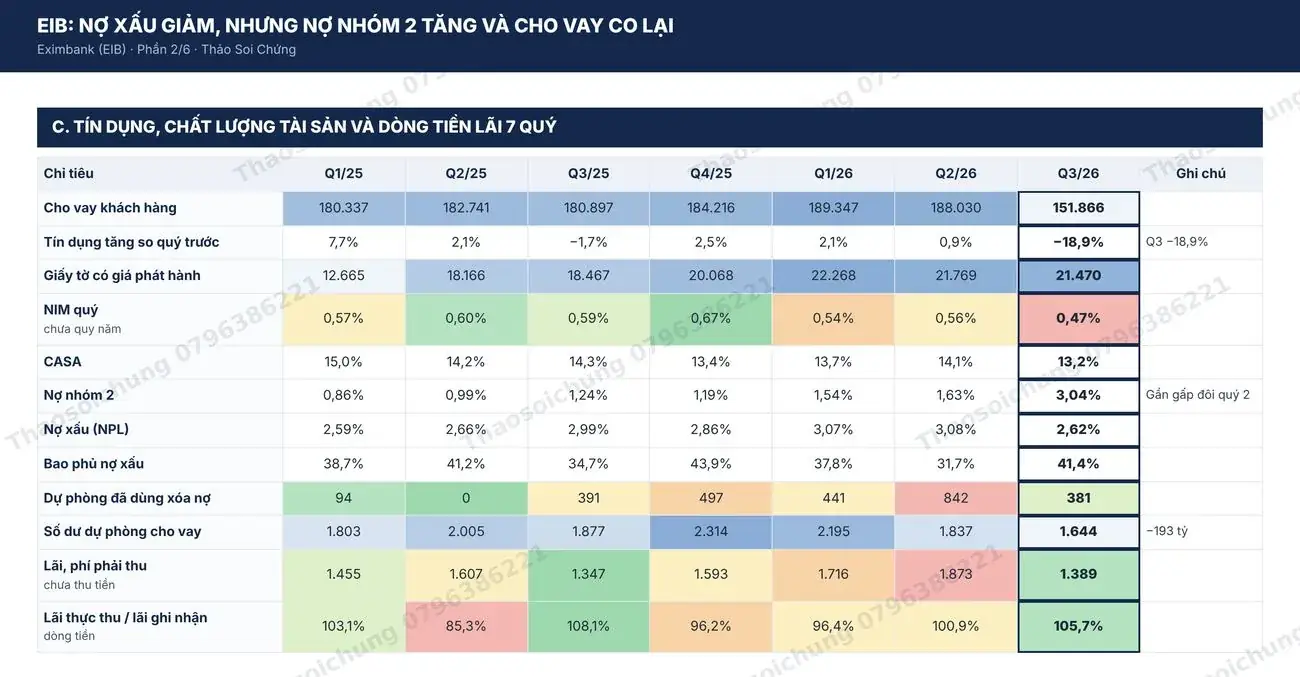 EIB: NỢ XẤU GIẢM, NHƯNG NỢ NHÓM 2 TĂNG VÀ CHO VAY CO LẠI
Eximbank (EIB) · Phần 2/6 · Thảo Soi Chứng
C. TÍN DỤNG, CHẤT LƯỢNG TÀI SẢN VÀ DÒNG TIỀN LÃI 7 QUÝ
Chỉ tiêu Q1/25 Q2/25 Q3/25 Q4/25 Q1/26 Q2/26 Q3/26 Ghi chú
Cho vay khách hàng 180.337 182.741 180.897 184.216 189.347 188.030 151.866
Tín dụng tăng so quý trước 7,7% 2,1% −1,7% 2,5% 2,1% 0,9% −18,9% Q3 −18,9%
Giấy tờ có giá phát hành 12.665 18.166 18.467 20.068 22.268 21.769 21.470
NIM quý 0,57% 0,60% 0,59% 0,67% 0,54% 0,56% 0,47%
chưa quy năm
CASA 15,0% 14,2% 14,3% 13,4% 13,7% 14,1% 13,2%
Nợ nhóm 2 0,86% 0,99% 1,24% 1,19% 1,54% 1,63% 3,04% Gần gấp đôi quý 2
Nợ xấu (NPL) 2,59% 2,66% 2,99% 2,86% 3,07% 3,08% 2,62%
Bao phủ nợ xấu 38,7% 41,2% 34,7% 43,9% 37,8% 31,7% 41,4%
Dự phòng đã dùng xóa nợ 94 0 391 497 441 842 381
Số dư dự phòng cho vay 1.803 2.005 1.877 2.314 2.195 1.837 1.644 −193 tỷ
Lãi, phí phải thu 1.455 1.607 1.347 1.593 1.716 1.873 1.389
chưa thu tiền
Lãi thực thu / lãi ghi nhận 103,1% 85,3% 108,1% 96,2% 96,4% 100,9% 105,7%
dòng tiền
Thaosoichung 0796386221